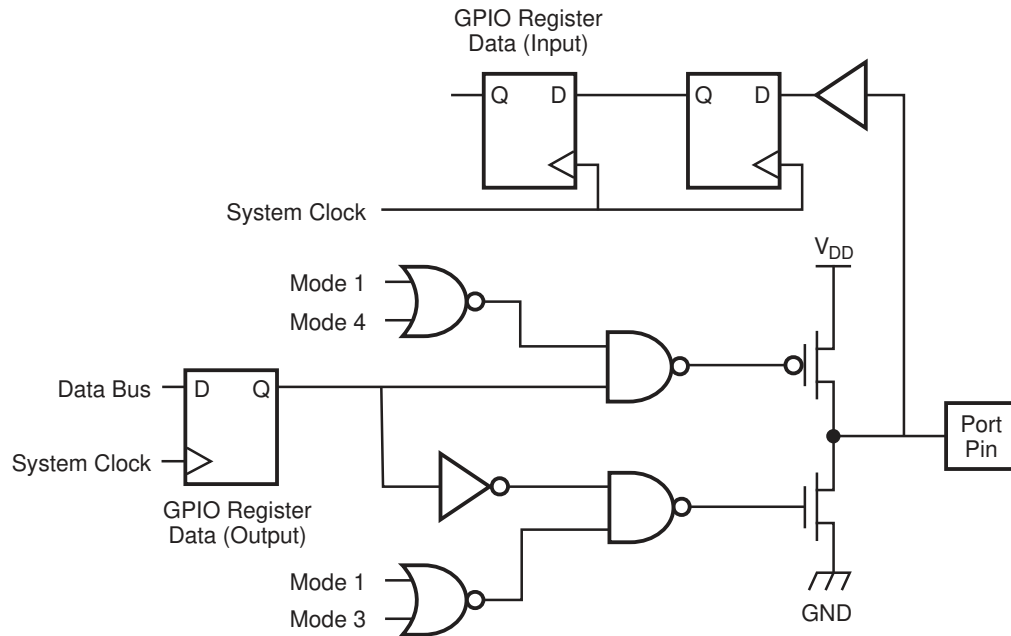 GPIO Register
Data (Input)
Q D
Q D
System Clock
VDD
Mode 1
Mode 4
Data Bus
D Q
Port
Pin
System Clock
GPIO Register
Data (Output)
Mode 1
Mode 3
GND